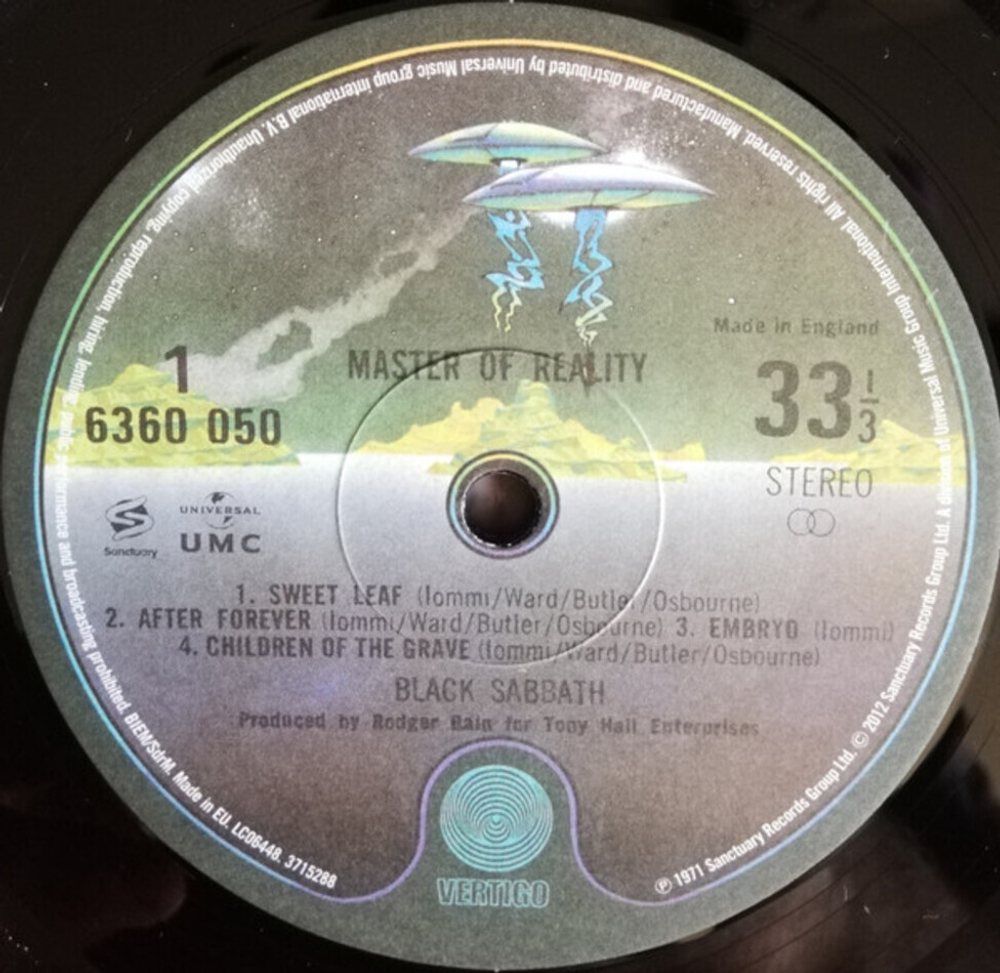 Made in England
1
MASTER OF REALITY
33 1/3
6360 050
STEREO
Sanctuary
UNIVERSAL
UMC
1. SWEET LEAF (Iommi/Ward/Butler/Osbourne)
2. AFTER FOREVER (Iommi/Ward/Butler/Osbourne) 3. EMBRYO (Iommi)
4. CHILDREN OF THE GRAVE (Iommi/Ward/Butler/Osbourne)
BLACK SABBATH
Produced by Rodger Bain for Tony Hall Enterprises
VERTIGO
℗ 1971 Sanctuary Records Group Ltd. © 2012 Sanctuary Records Group Ltd. A division of Universal Music Group International. All rights reserved. Manufactured and distributed by Universal Music group international B.V. Unauthorized copying, reproduction, hiring, lending, public performance and broadcasting prohibited. BIEM/SdrM. Made in EU. LC06448. 3715288